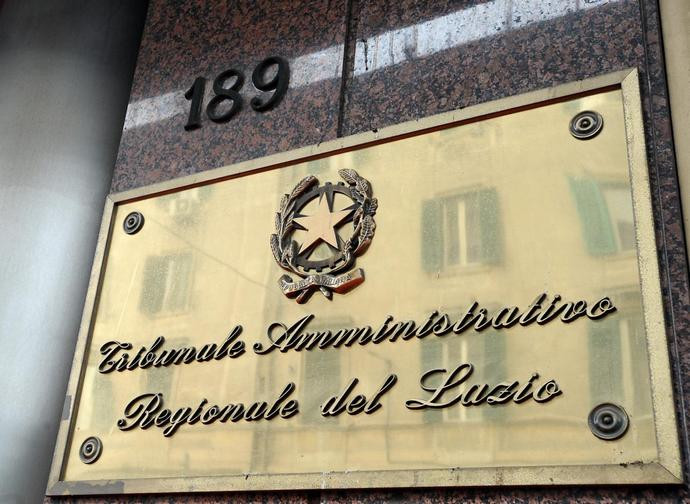 189
Tribunale Amministrativo
Regionale del Lazio